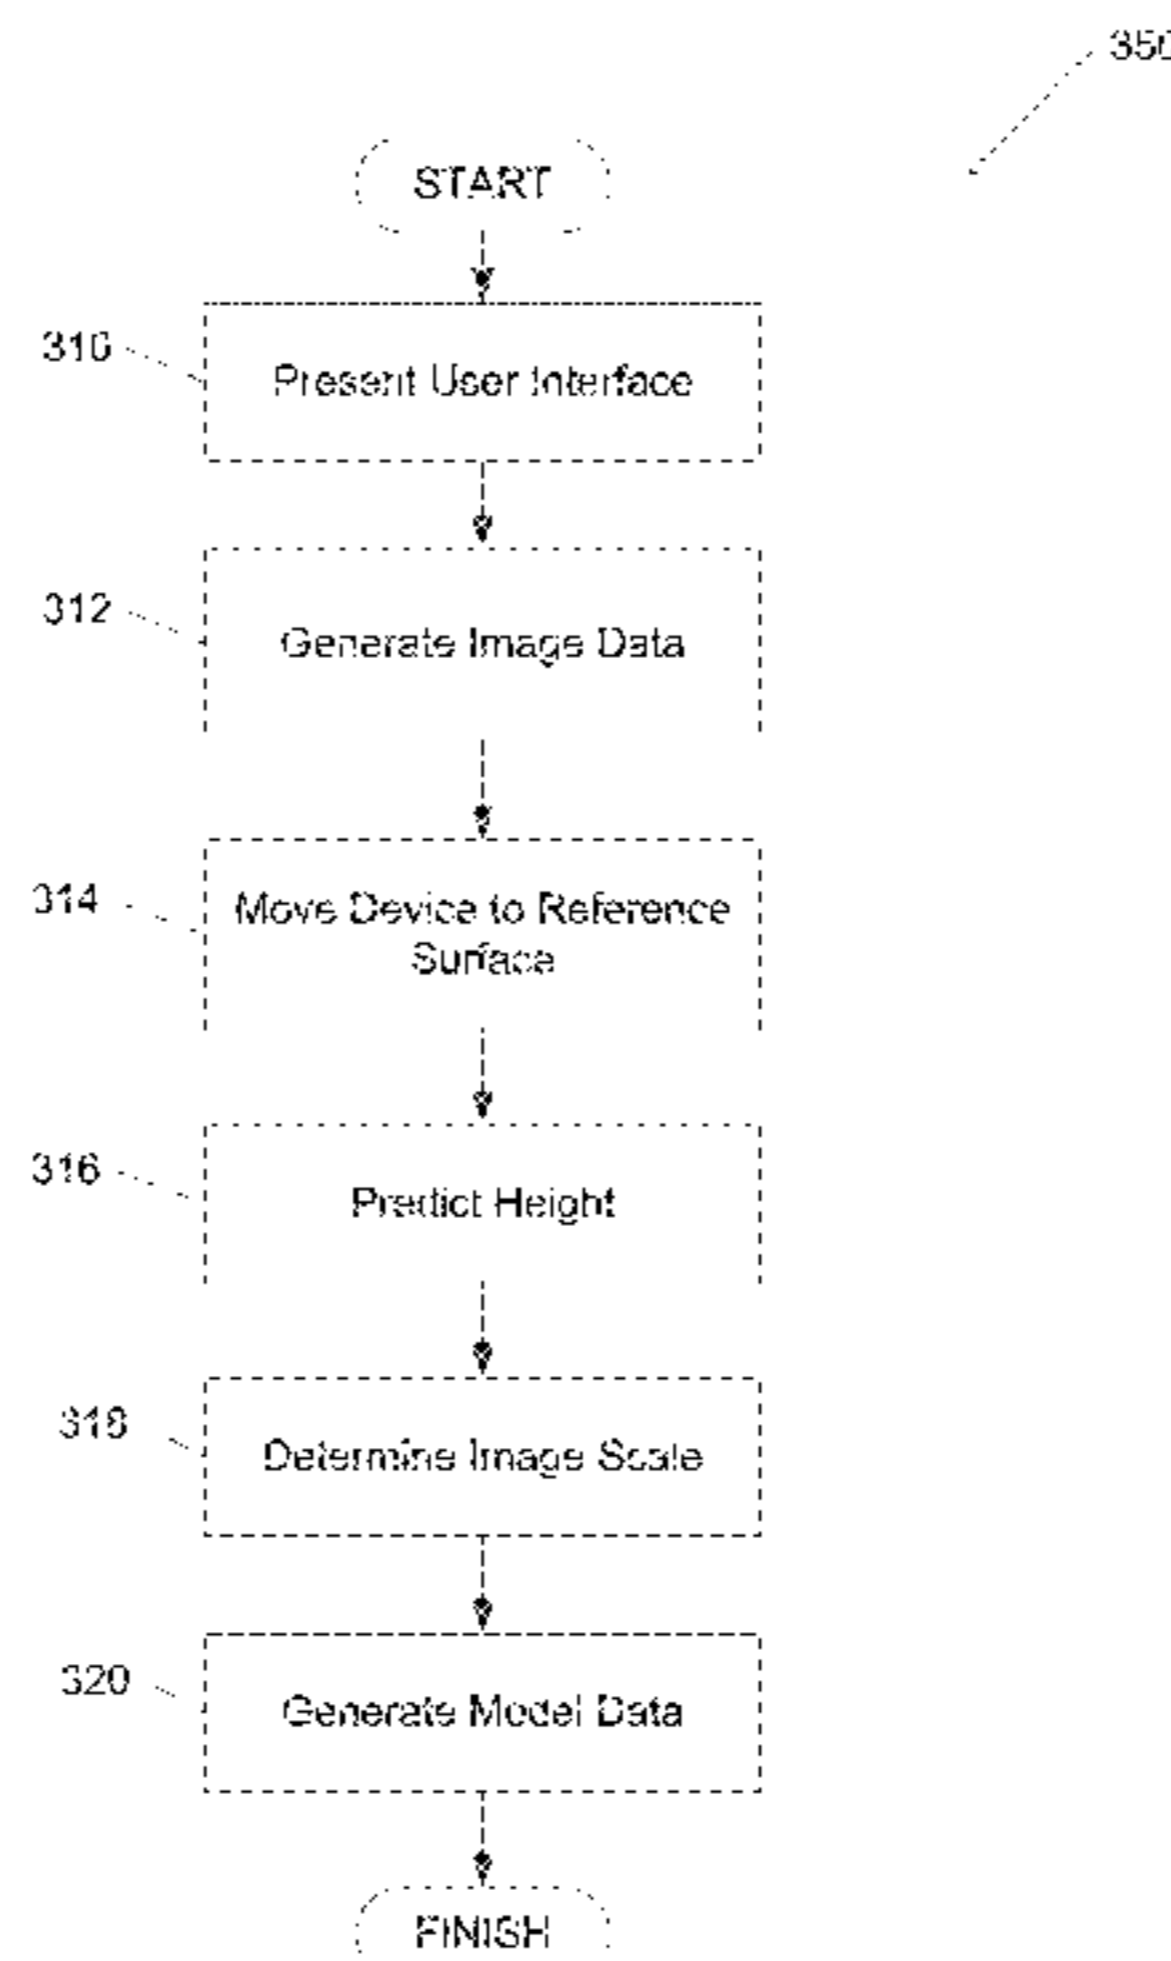 350
START
310
Present User Interface
312
Generate Image Data
314
Move Device to Reference
Surface
316
Predict Height
318
Determine Image Scale
320
Generate Model Data
FINISH